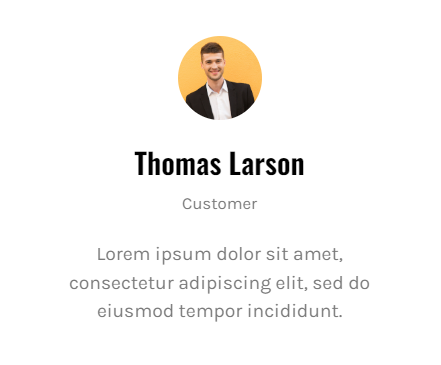 Thomas Larson
Customer
Lorem ipsum dolor sit amet,
consectetur adipiscing elit, sed do
eiusmod tempor incididunt.